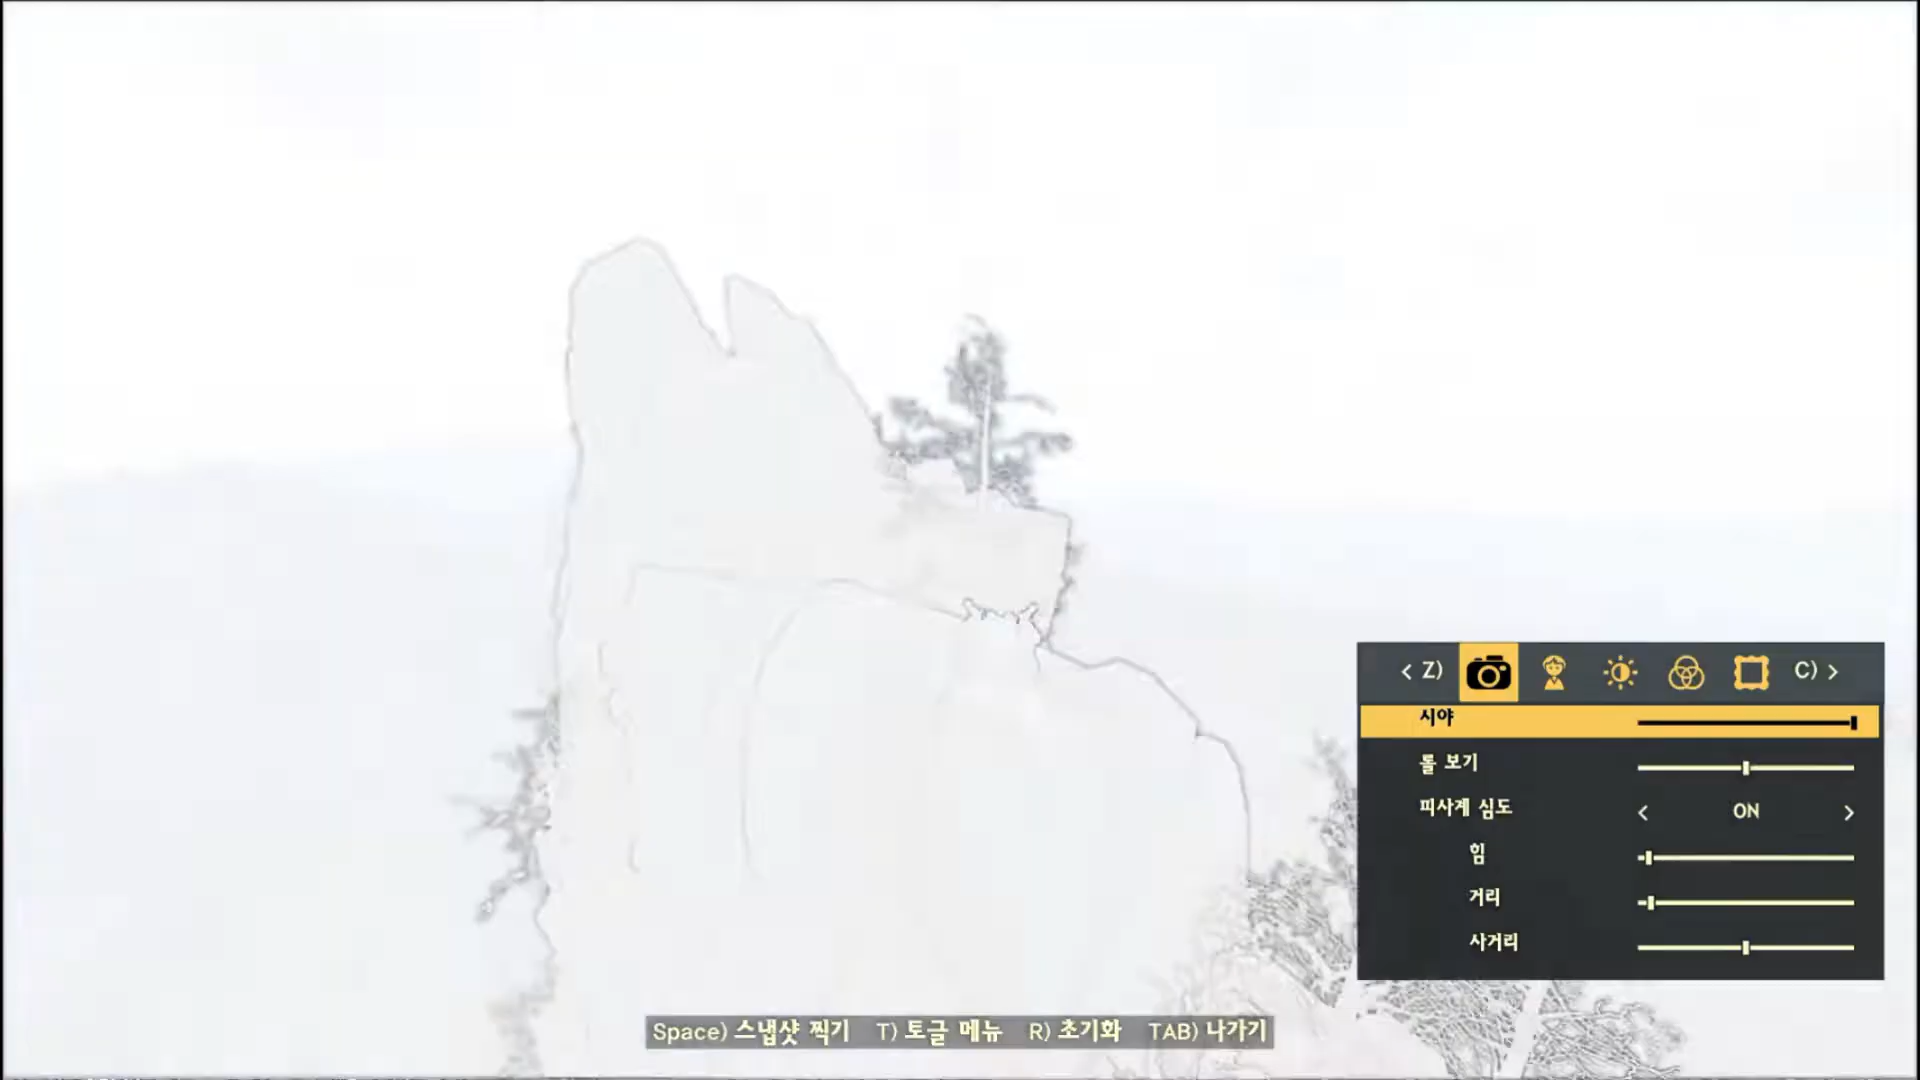 < Z) C) >
시야
롤 보기
피사계 심도 < ON >
힘
거리
사거리
Space) 스냅샷 찍기 T) 토글 메뉴 R) 초기화 TAB) 나가기